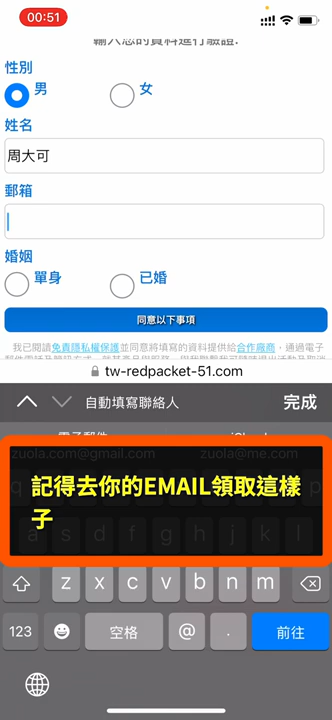 00:51
輸入您的資料進行驗證.
性別
男
女
姓名
周大可
郵箱
婚姻
單身
已婚
同意以下事項
我已閱讀免責隱私權保護並同意將填寫的資料提供給合作廠商，通過電
tw-redpacket-51.com
自動填寫聯絡人
完成
電子郵件
iCloud
zuola.com@gmail.com
zuola@me.com
記得去你的EMAIL領取這樣
子
a s d f g h j k l
z x c v b n m
123
空格
@
.
前往